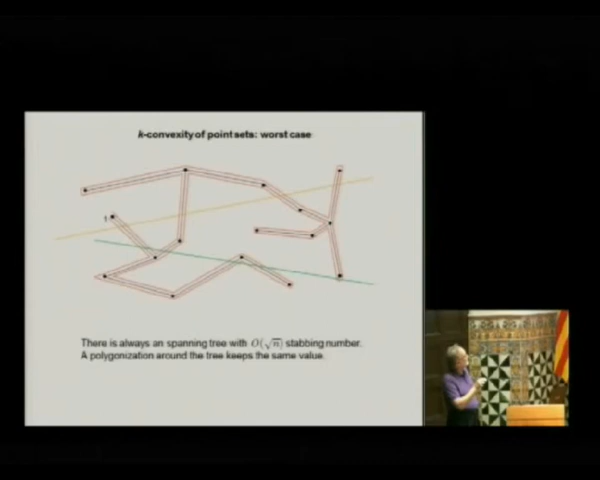 k-convexity of point sets: worst case
There is always an spanning tree with O(√n) stabbing number.
A polygonization around the tree keeps the same value.